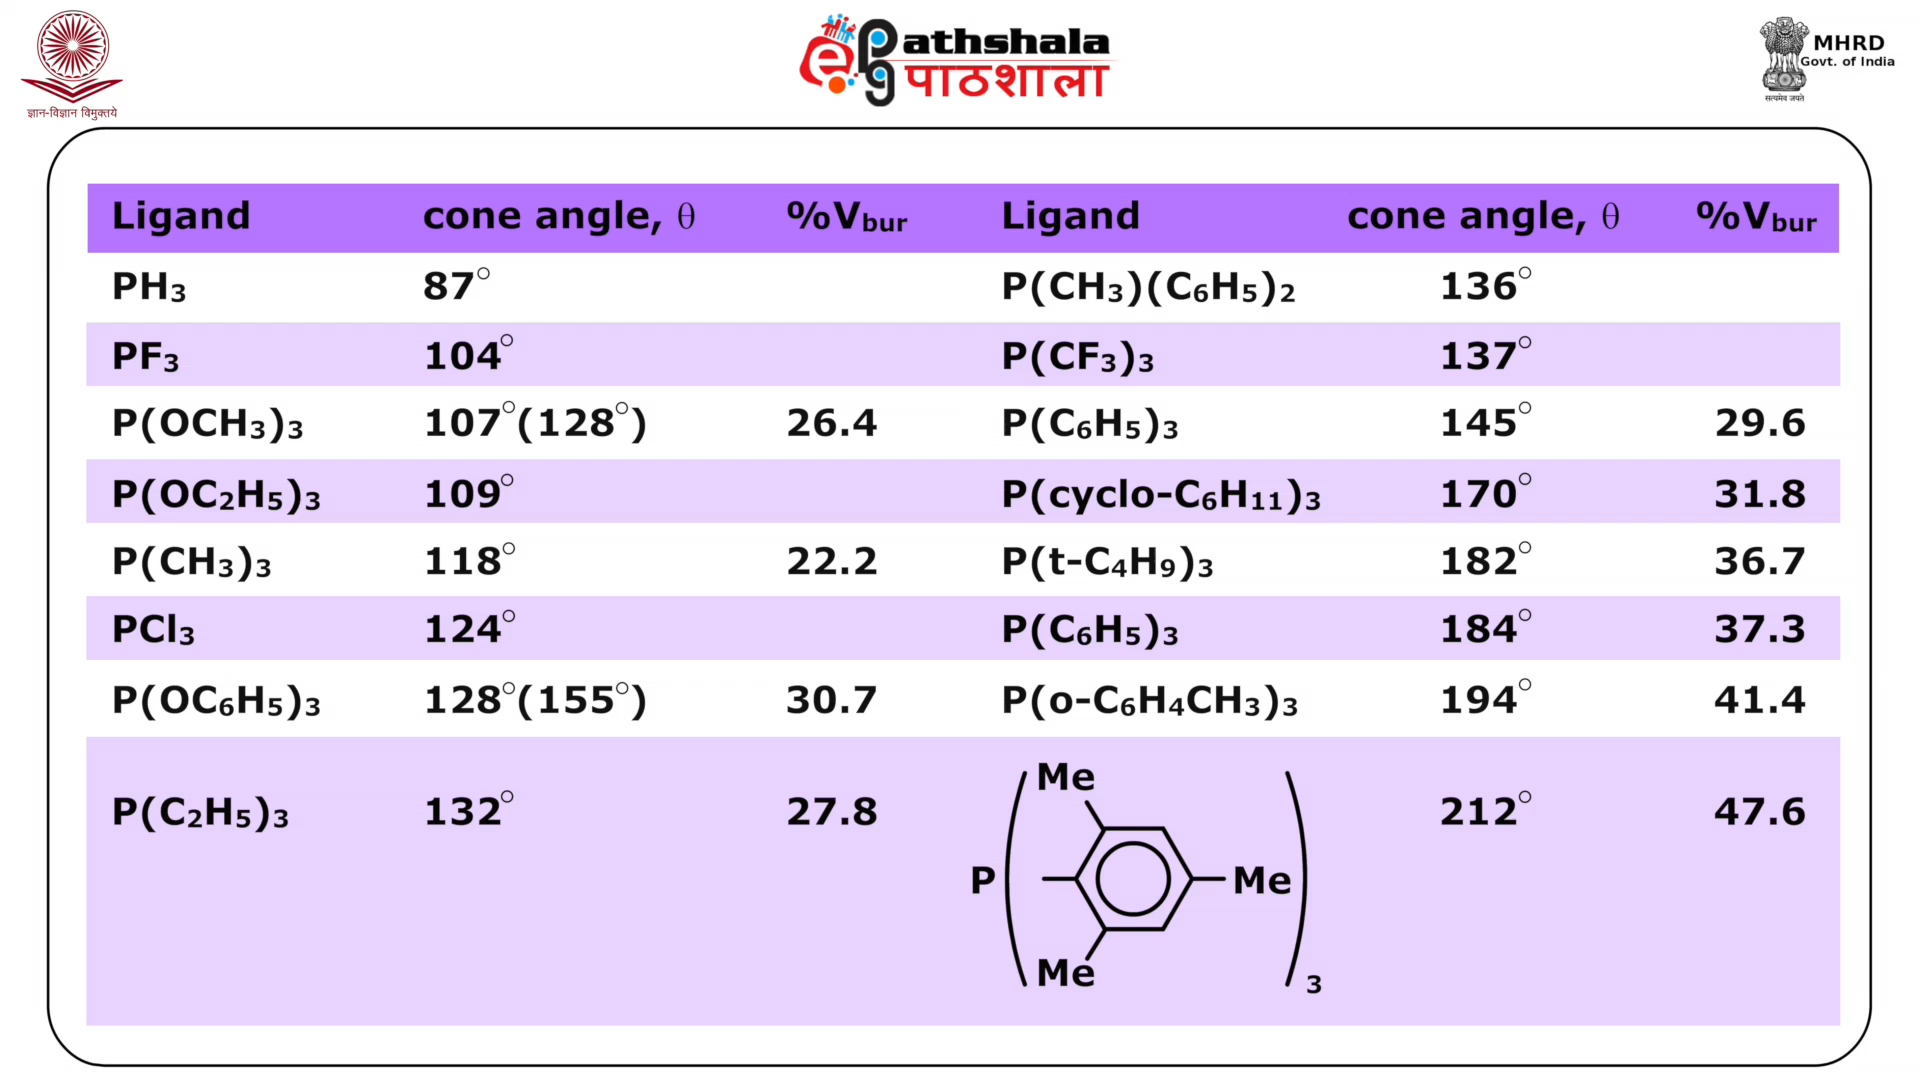 ज्ञान-विज्ञान विमुक्तये
ePG athshala
पाठशाला
MHRD
Govt. of India
सत्यमेव जयते
Ligand cone angle, θ %Vbur Ligand cone angle, θ %Vbur
PH3 87° P(CH3)(C6H5)2 136°
PF3 104° P(CF3)3 137°
P(OCH3)3 107°(128°) 26.4 P(C6H5)3 145° 29.6
P(OC2H5)3 109° P(cyclo-C6H11)3 170° 31.8
P(CH3)3 118° 22.2 P(t-C4H9)3 182° 36.7
PCl3 124° P(C6H5)3 184° 37.3
P(OC6H5)3 128°(155°) 30.7 P(o-C6H4CH3)3 194° 41.4
Me
P(C2H5)3 132° 27.8 212° 47.6
P Me
Me
3